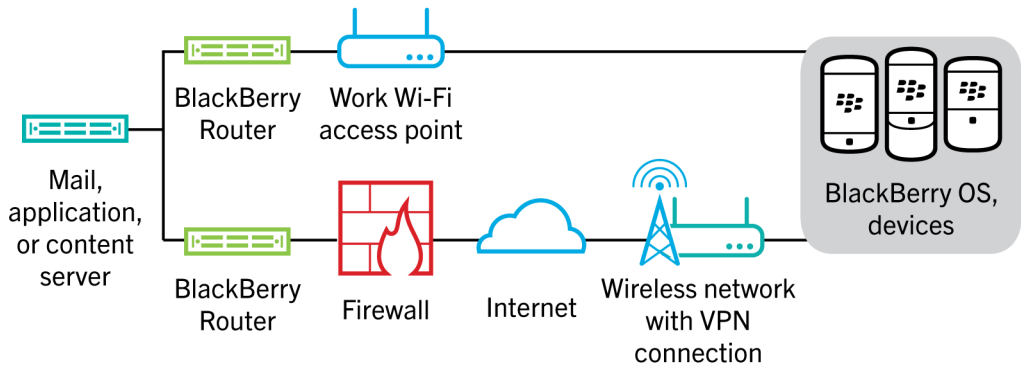 BlackBerry
Router
Work Wi-Fi
access point
Mail,
application,
or content
server
BlackBerry OS,
devices
BlackBerry
Router
Firewall
Internet
Wireless network
with VPN
connection